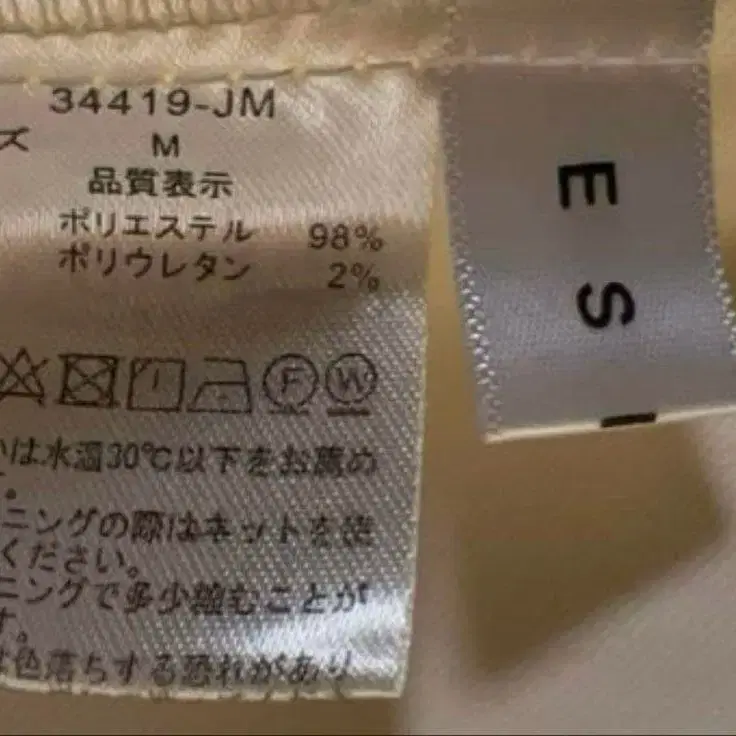 34419-JM
ズ M
品質表示
ポリエステル 98%
ポリウレタン 2%
F W
は水温30℃以下をお薦め
。
ニングの際はネットを使
ください。
ニングで多少縮むことが
す。
は色落ちする恐れがあり
E S